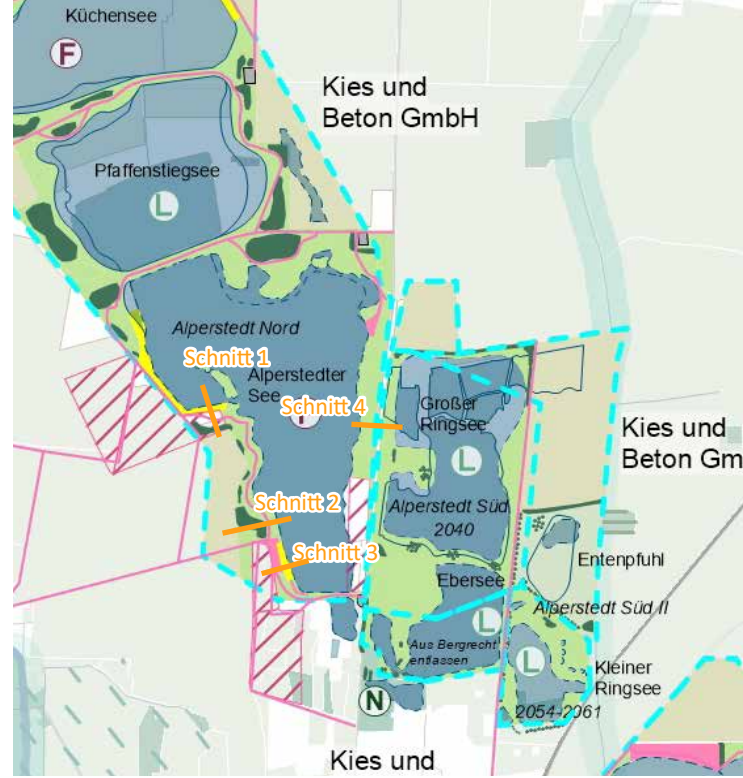 Küchensee
F
Kies und
Beton GmbH
Pfaffenstiegsee
L
Alperstedt Nord
Schnitt 1
Alperstedter
See
Schnitt 4
Großer
Ringsee
Kies und
Beton Gm
L
Schnitt 2
Alperstedt Süd
2040
Schnitt 3
Ebersee
Entenpfuhl
Alperstedt Süd II
L
Aus Bergrecht
entlassen
L
Kleiner
Ringsee
N
2054-2061
Kies und